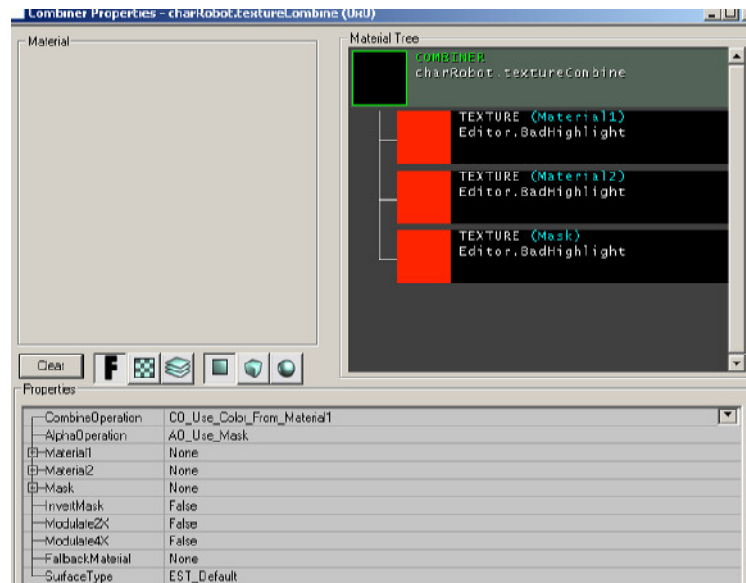 Combiner Properties - charRobot.textureCombine (0x0)
Material
Material Tree
COMBINER
charRobot.textureCombine
TEXTURE (Material1)
Editor.BadHighlight
TEXTURE (Material2)
Editor.BadHighlight
TEXTURE (Mask)
Editor.BadHighlight
Clear
F
Properties
CombineOperation CO_Use_Color_From_Material1
AlphaOperation AO_Use_Mask
Material1 None
Material2 None
Mask None
InvertMask False
Modulate2X False
Modulate4X False
FallbackMaterial None
SurfaceType EST_Default